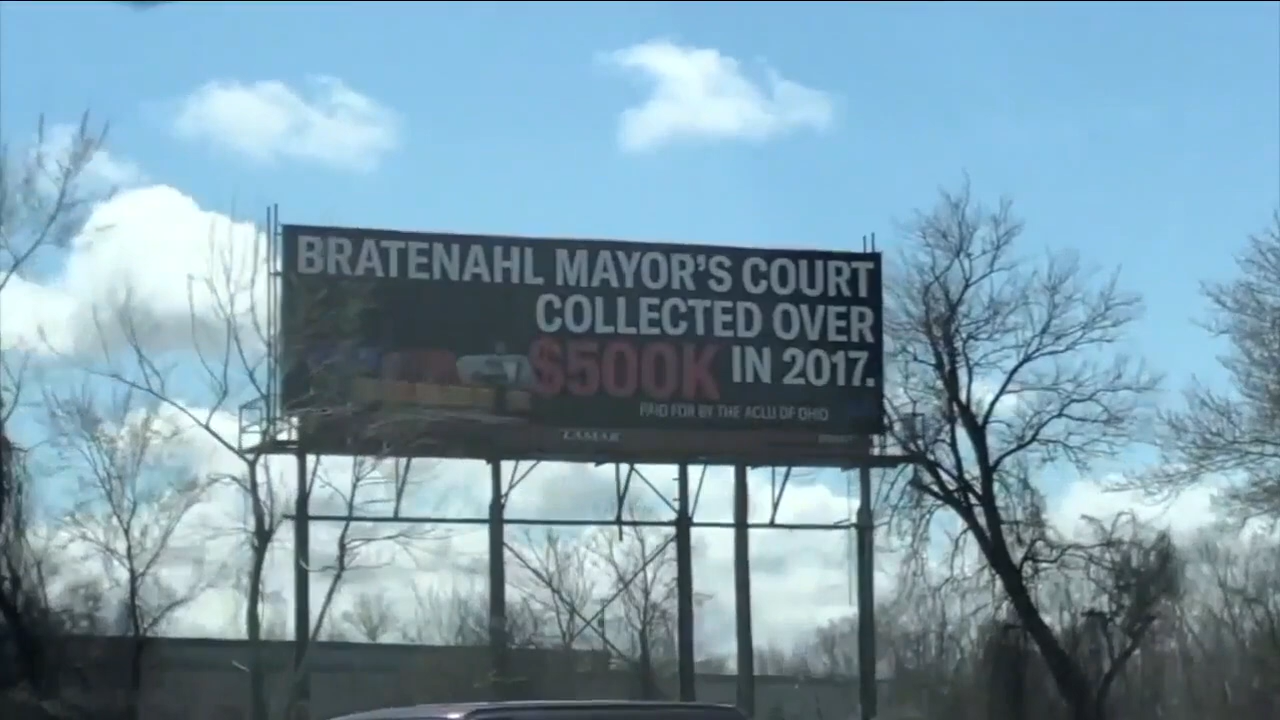 BRATENAHL MAYOR'S COURT
COLLECTED OVER
$500K IN 2017.
PAID FOR BY THE ACLU OF OHIO
LAMAR